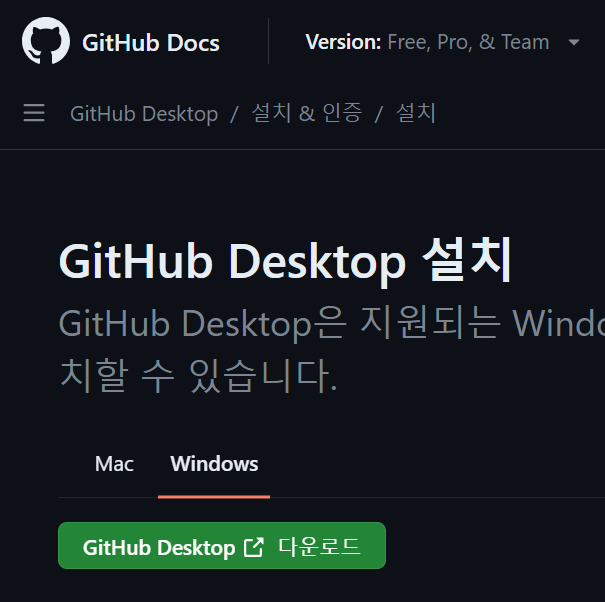 GitHub Docs
Version: Free, Pro, & Team
GitHub Desktop / 설치 & 인증 / 설치
GitHub Desktop 설치
GitHub Desktop은 지원되는
치할 수 있습니다.
Mac
Windows
GitHub Desktop 다운로드